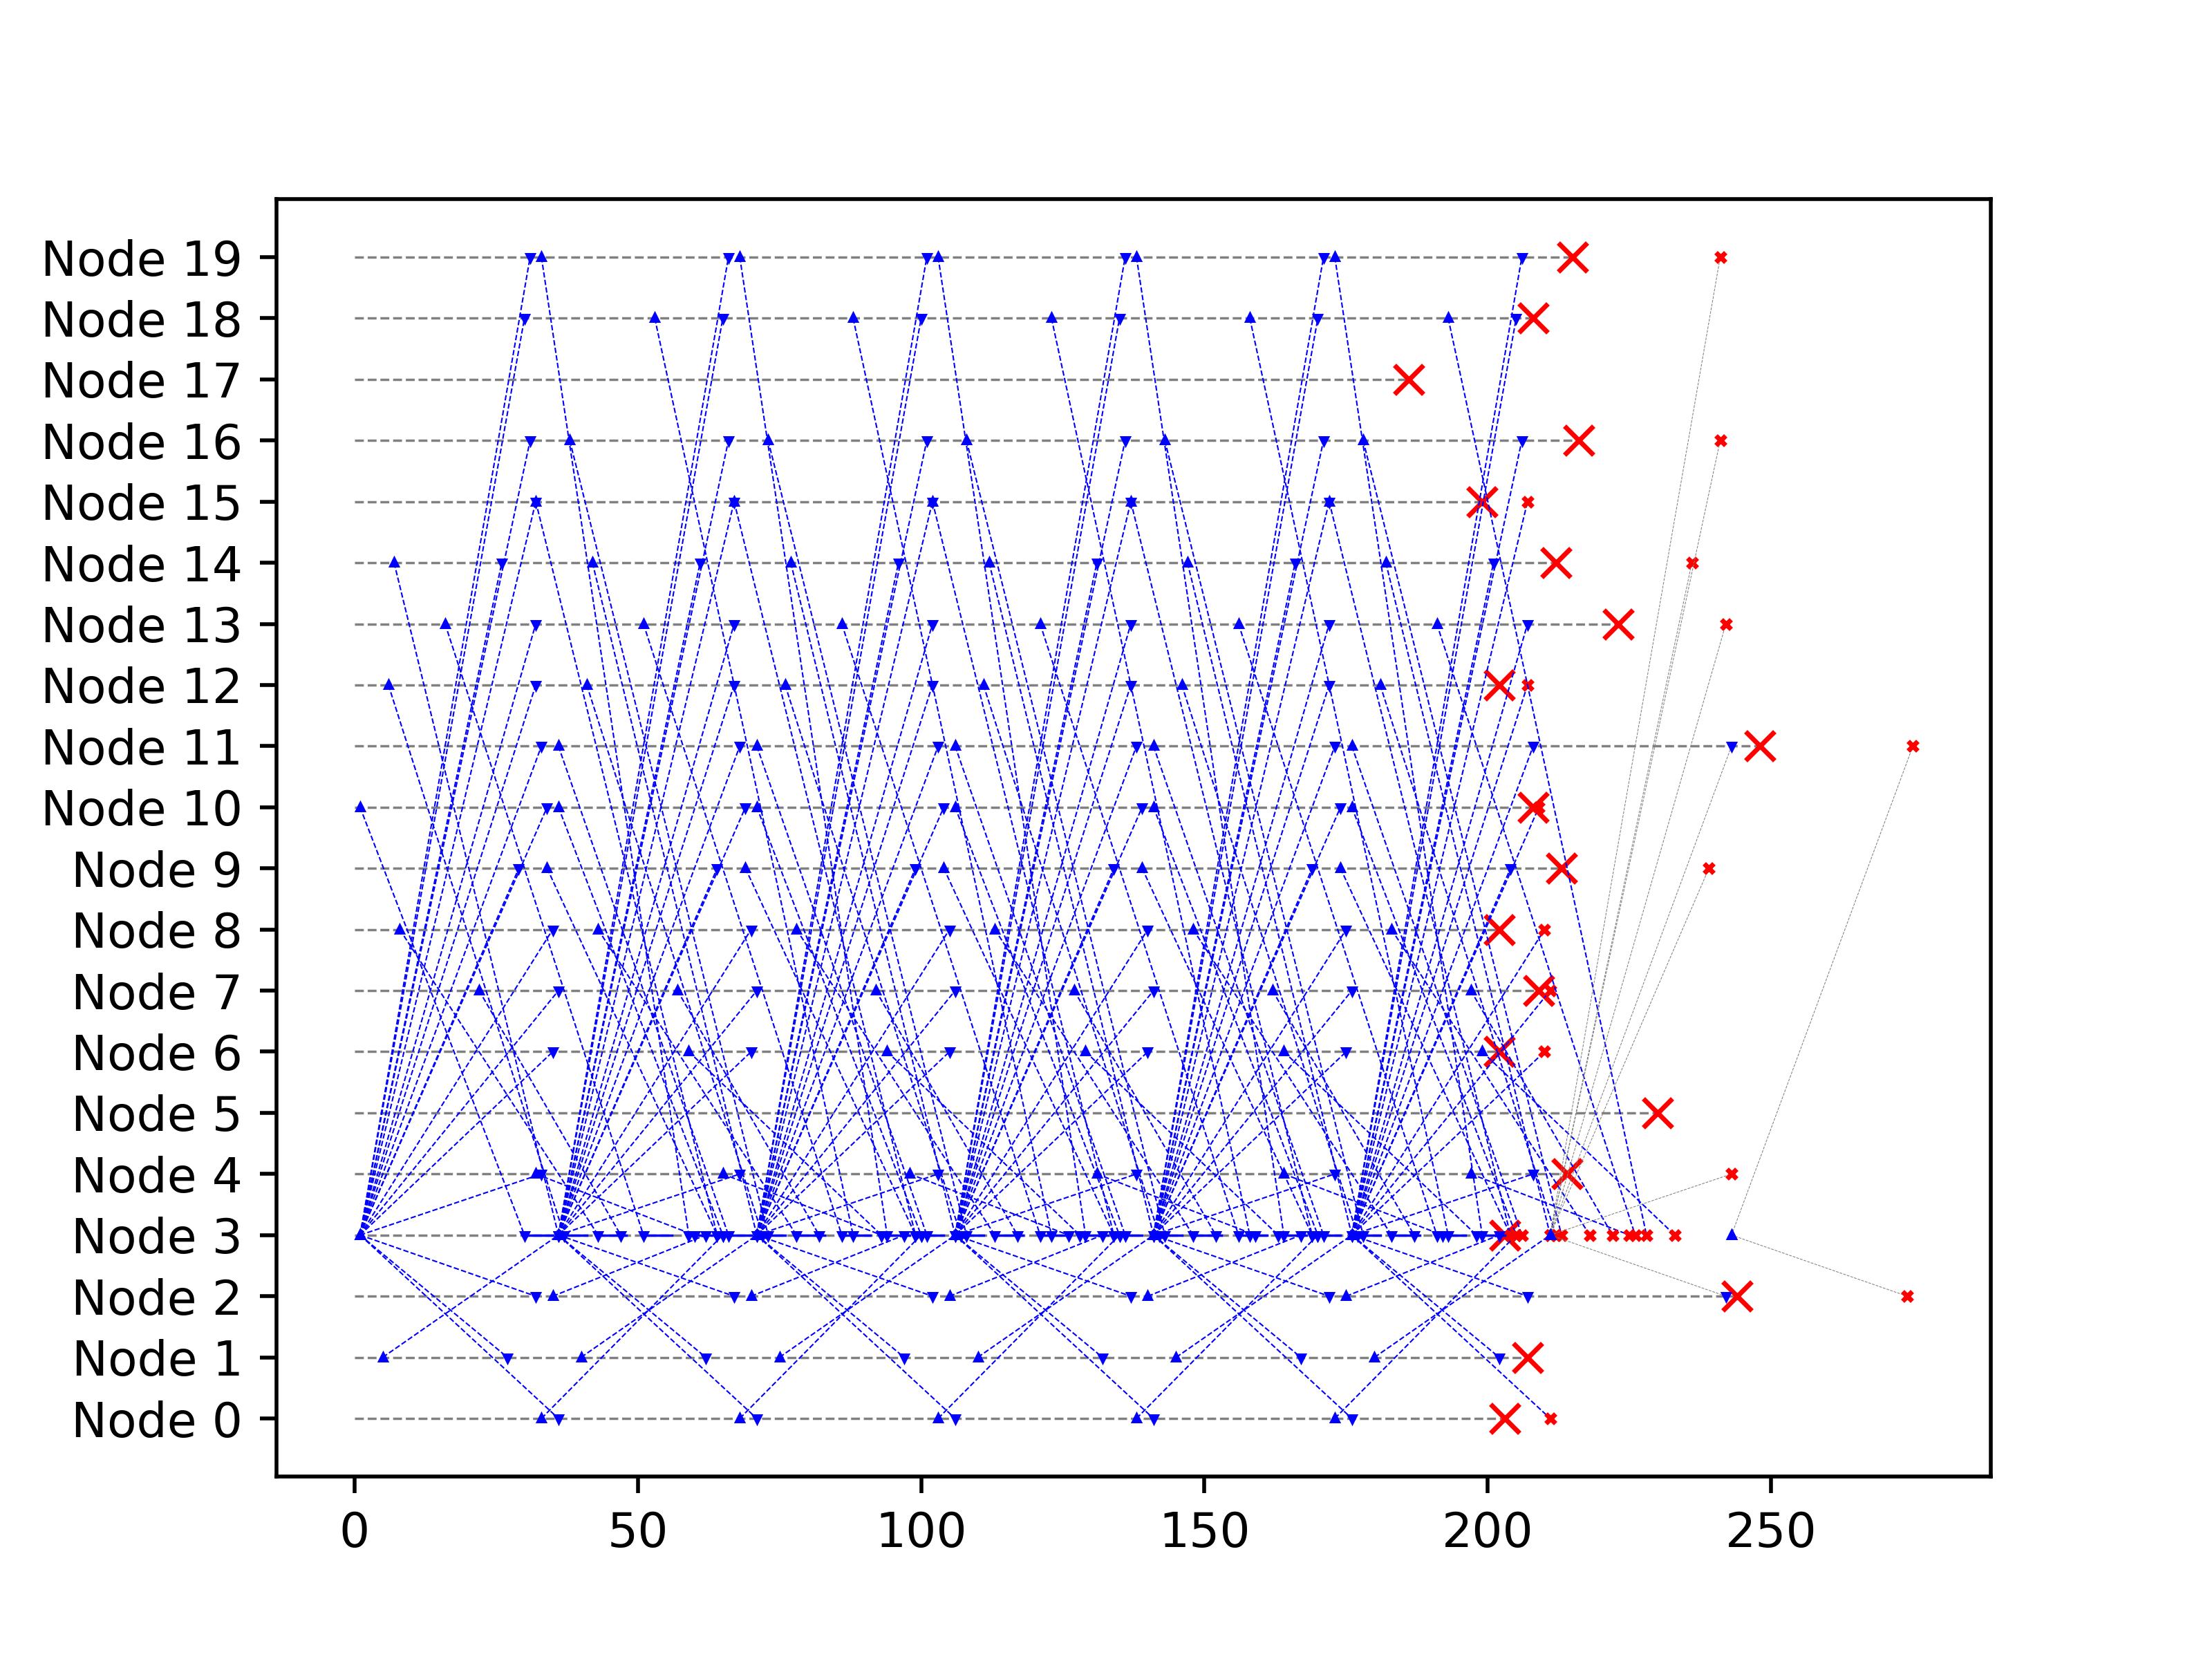 Node 19
Node 18
Node 17
Node 16
Node 15
Node 14
Node 13
Node 12
Node 11
Node 10
Node 9
Node 8
Node 7
Node 6
Node 5
Node 4
Node 3
Node 2
Node 1
Node 0
0 50 100 150 200 250